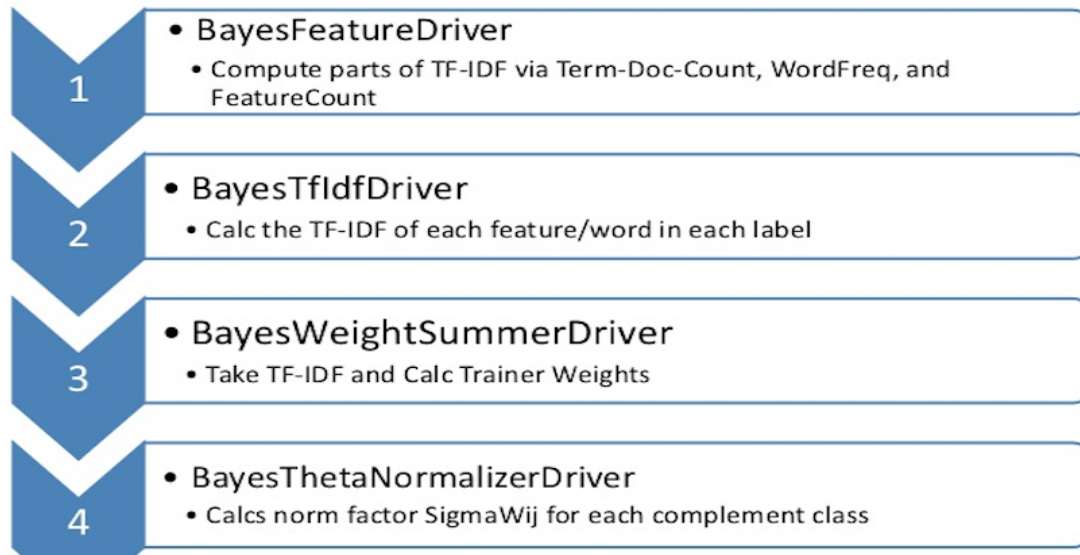 1
• BayesFeatureDriver
• Compute parts of TF-IDF via Term-Doc-Count, WordFreq, and
FeatureCount
2
• BayesTfIdfDriver
• Calc the TF-IDF of each feature/word in each label
3
• BayesWeightSummerDriver
• Take TF-IDF and Calc Trainer Weights
4
• BayesThetaNormalizerDriver
• Calcs norm factor SigmaWij for each complement class